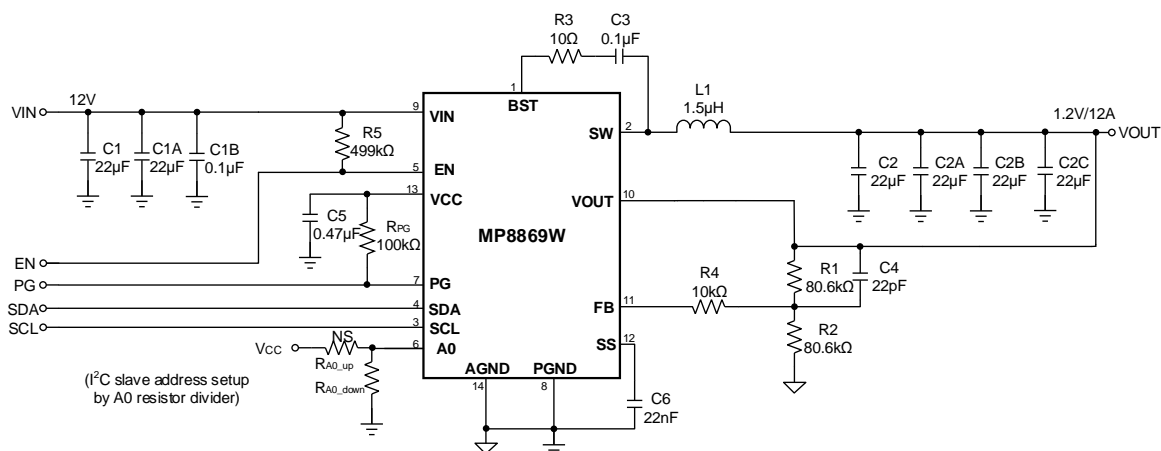 R3
10Ω
C3
0.1µF
1
BST
VIN
12V
9
VIN
C1
22µF
C1A
22µF
C1B
0.1µF
R5
499kΩ
5
EN
13
VCC
C5
0.47µF
RPG
100kΩ
MP8869W
SW
2
L1
1.5µH
1.2V/12A
VOUT
C2
22µF
C2A
22µF
C2B
22µF
C2C
22µF
VOUT
10
EN
PG
7
PG
SDA
4
SDA
SCL
3
SCL
VCC
NS
6
A0
RA0_up
RA0_down
(I²C slave address setup
by A0 resistor divider)
FB
11
R4
10kΩ
R1
80.6kΩ
C4
22pF
R2
80.6kΩ
SS
12
C6
22nF
AGND
14
PGND
8